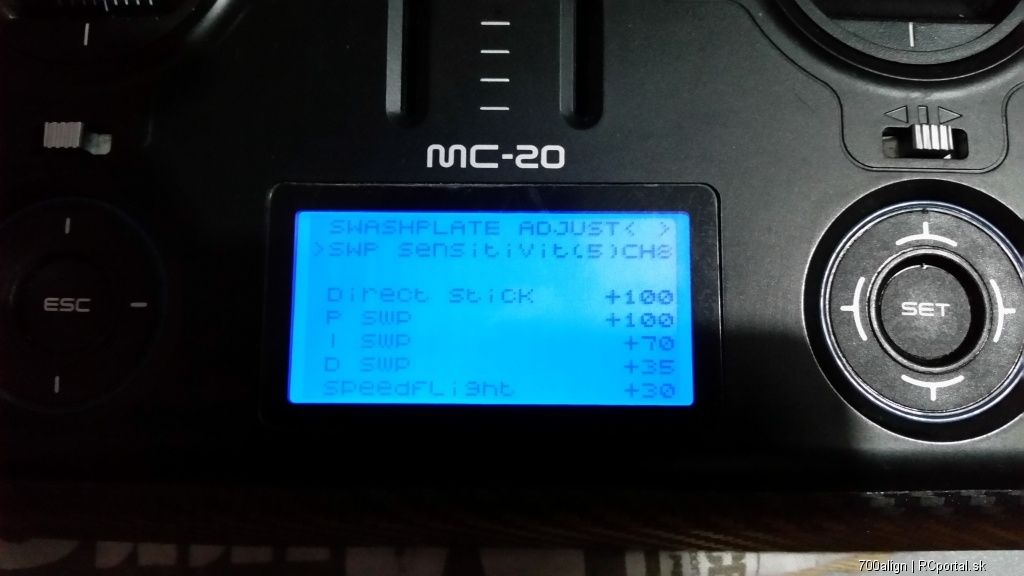 MC-20
SWASHPLATE ADJUST< >
>SWP Sensitivit(5)CH8
Direct Stick +100
P SWP +100
I SWP +70
D SWP +35
SpeedFlight +30
ESC
SET
700align | RCportal.sk